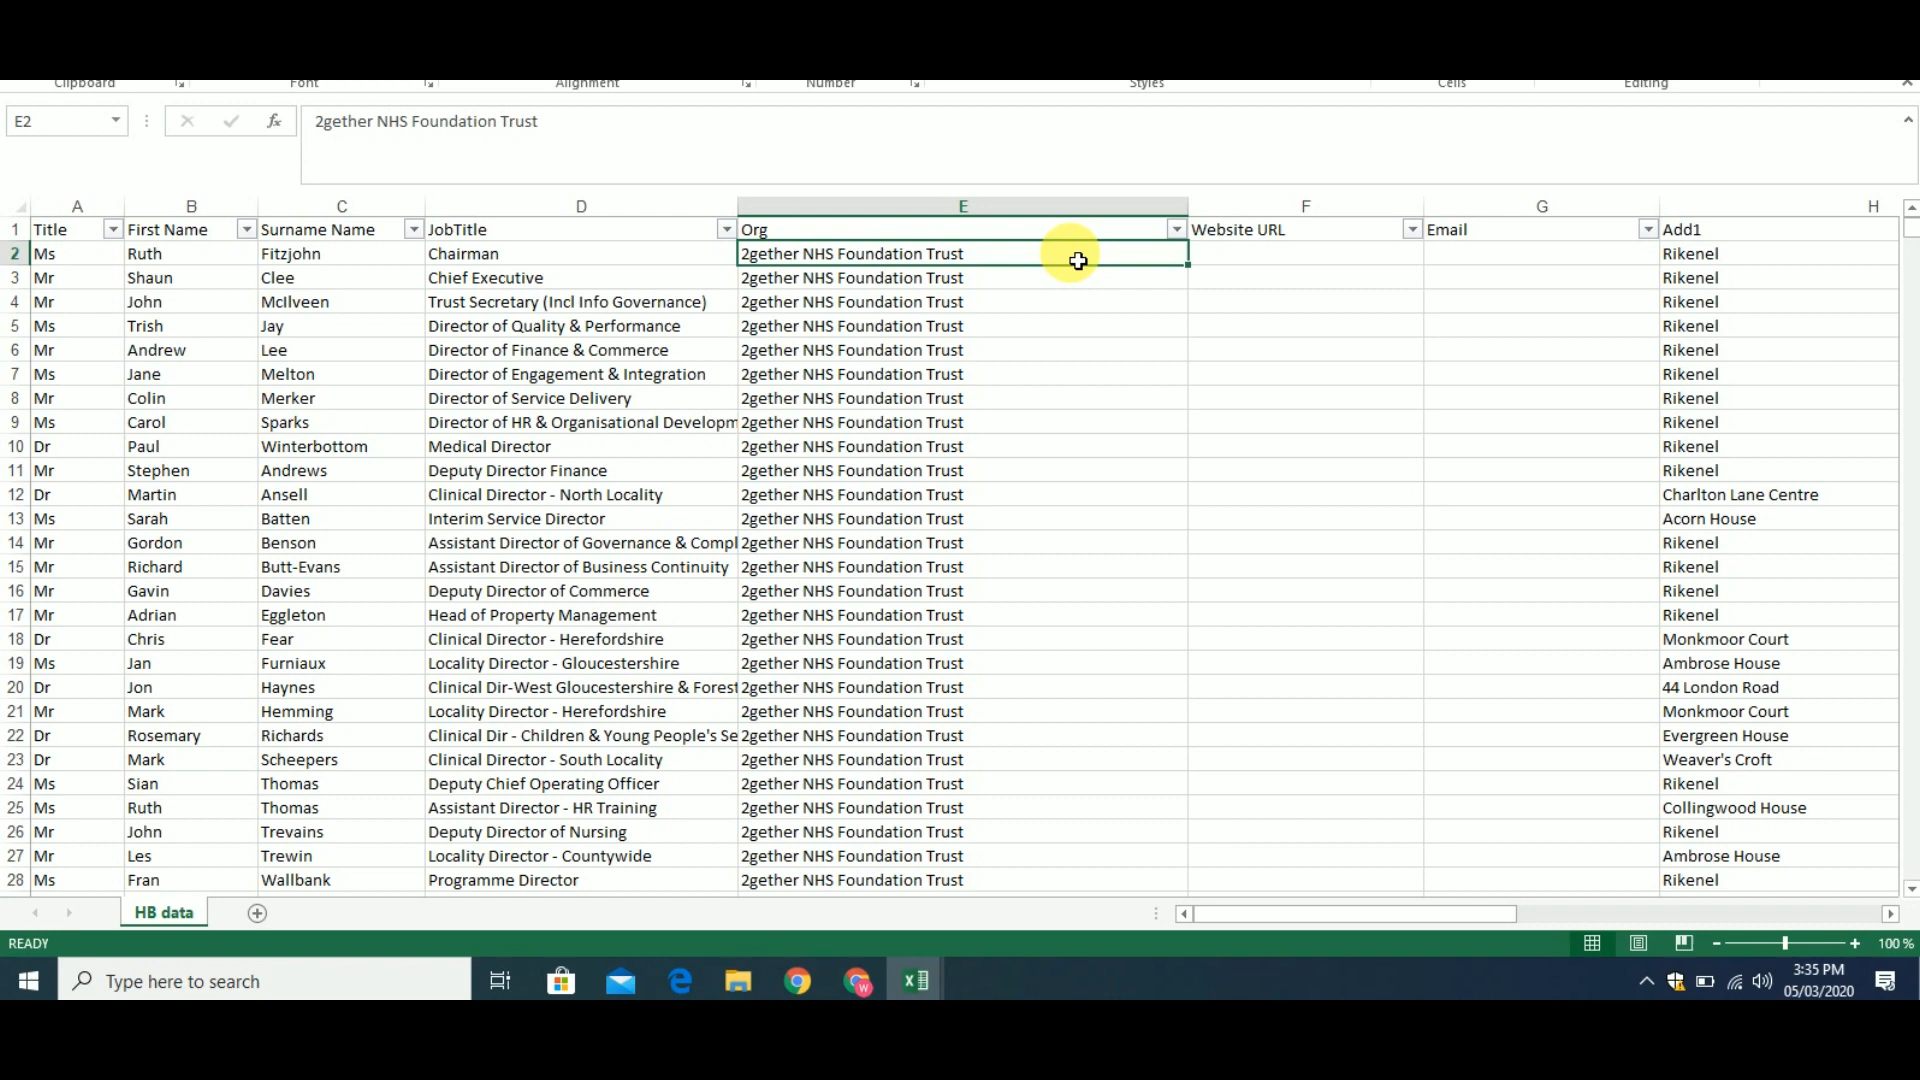 Clipboard Font Alignment Number Styles Cells Editing
E2 fx 2gether NHS Foundation Trust
A B C D E F G H
1 Title First Name Surname Name JobTitle Org Website URL Email Add1
2 Ms Ruth Fitzjohn Chairman 2gether NHS Foundation Trust Rikenel
3 Mr Shaun Clee Chief Executive 2gether NHS Foundation Trust Rikenel
4 Mr John McIlveen Trust Secretary (Incl Info Governance) 2gether NHS Foundation Trust Rikenel
5 Ms Trish Jay Director of Quality & Performance 2gether NHS Foundation Trust Rikenel
6 Mr Andrew Lee Director of Finance & Commerce 2gether NHS Foundation Trust Rikenel
7 Ms Jane Melton Director of Engagement & Integration 2gether NHS Foundation Trust Rikenel
8 Mr Colin Merker Director of Service Delivery 2gether NHS Foundation Trust Rikenel
9 Ms Carol Sparks Director of HR & Organisational Developm 2gether NHS Foundation Trust Rikenel
10 Dr Paul Winterbottom Medical Director 2gether NHS Foundation Trust Rikenel
11 Mr Stephen Andrews Deputy Director Finance 2gether NHS Foundation Trust Rikenel
12 Dr Martin Ansell Clinical Director - North Locality 2gether NHS Foundation Trust Charlton Lane Centre
13 Ms Sarah Batten Interim Service Director 2gether NHS Foundation Trust Acorn House
14 Mr Gordon Benson Assistant Director of Governance & Compl 2gether NHS Foundation Trust Rikenel
15 Mr Richard Butt-Evans Assistant Director of Business Continuity 2gether NHS Foundation Trust Rikenel
16 Mr Gavin Davies Deputy Director of Commerce 2gether NHS Foundation Trust Rikenel
17 Mr Adrian Eggleton Head of Property Management 2gether NHS Foundation Trust Rikenel
18 Dr Chris Fear Clinical Director - Herefordshire 2gether NHS Foundation Trust Monkmoor Court
19 Ms Jan Furniaux Locality Director - Gloucestershire 2gether NHS Foundation Trust Ambrose House
20 Dr Jon Haynes Clinical Dir-West Gloucestershire & Forest 2gether NHS Foundation Trust 44 London Road
21 Mr Mark Hemming Locality Director - Herefordshire 2gether NHS Foundation Trust Monkmoor Court
22 Dr Rosemary Richards Clinical Dir - Children & Young People's Se 2gether NHS Foundation Trust Evergreen House
23 Dr Mark Scheepers Clinical Director - South Locality 2gether NHS Foundation Trust Weaver's Croft
24 Ms Sian Thomas Deputy Chief Operating Officer 2gether NHS Foundation Trust Rikenel
25 Ms Ruth Thomas Assistant Director - HR Training 2gether NHS Foundation Trust Collingwood House
26 Mr John Trevains Deputy Director of Nursing 2gether NHS Foundation Trust Rikenel
27 Mr Les Trewin Locality Director - Countywide 2gether NHS Foundation Trust Ambrose House
28 Ms Fran Wallbank Programme Director 2gether NHS Foundation Trust Rikenel
HB data
READY 100 %
Type here to search 3:35 PM
05/03/2020